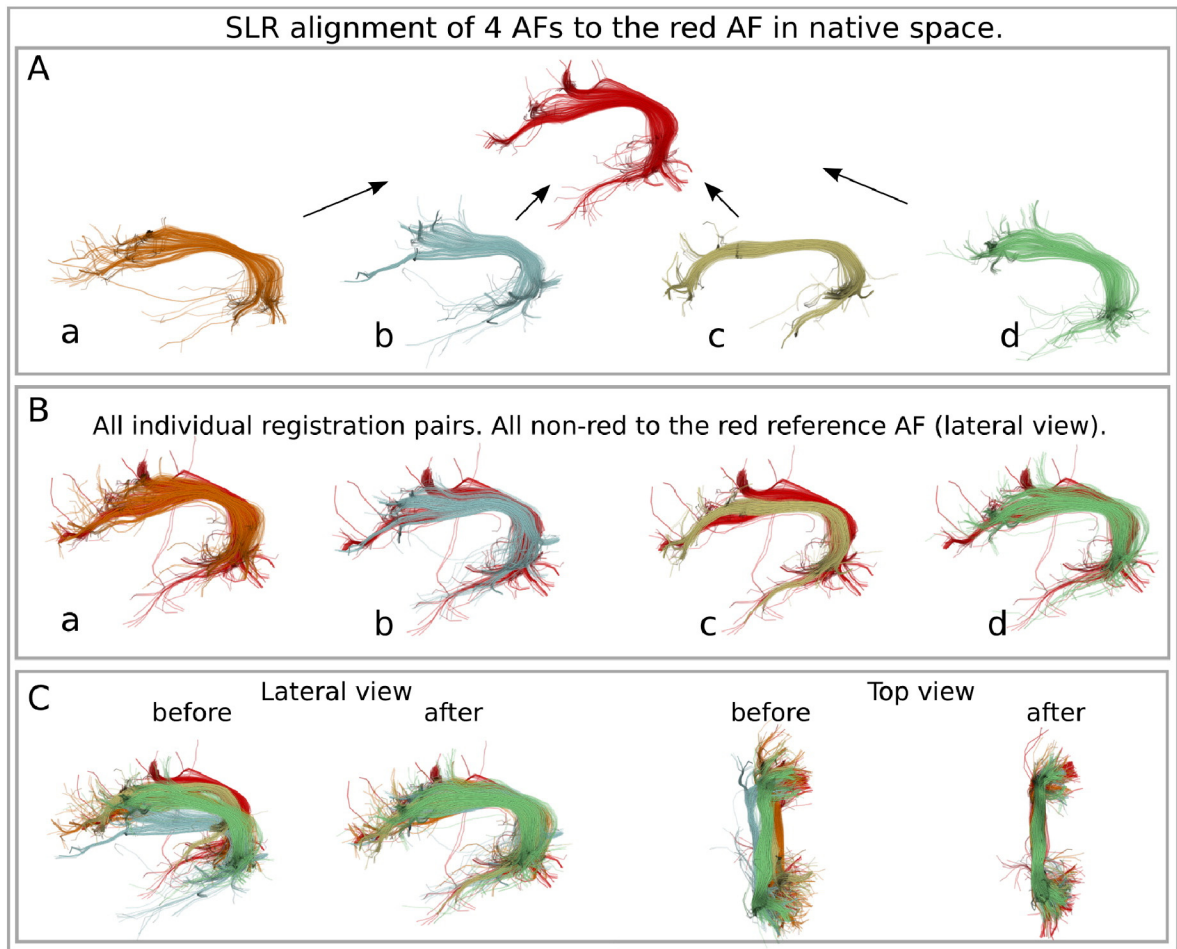 SLR alignment of 4 AFs to the red AF in native space.
A
a
b
c
d
B
All individual registration pairs. All non-red to the red reference AF (lateral view).
a
b
c
d
C
Lateral view
Top view
before
after
before
after